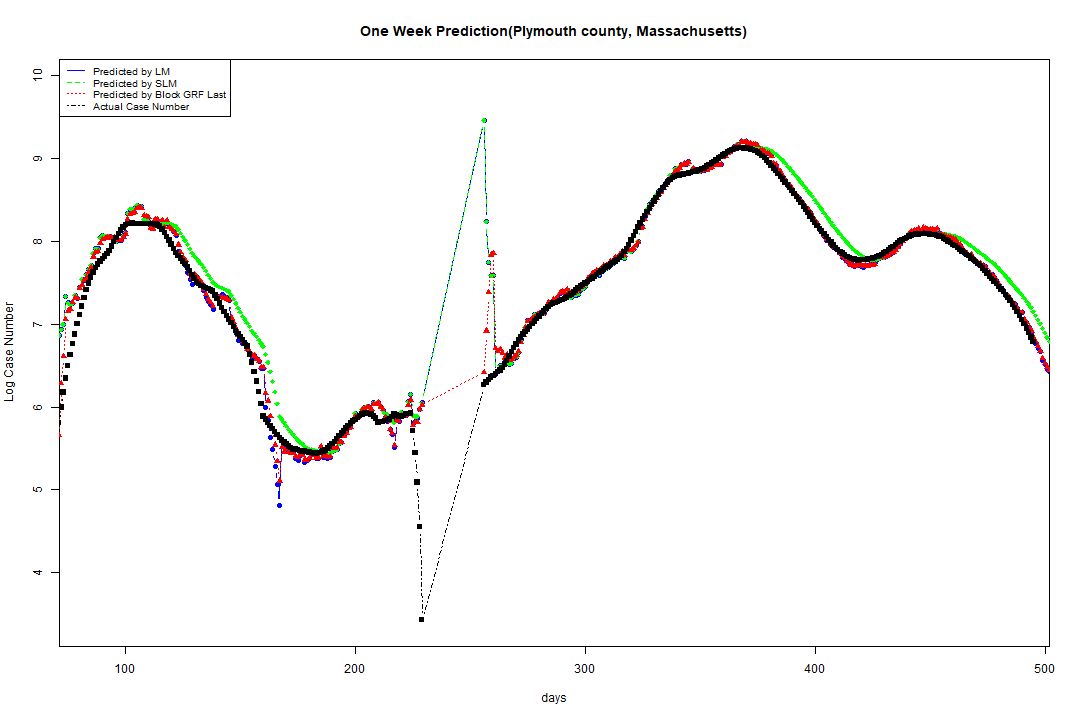 One Week Prediction(Plymouth county, Massachusetts)
Predicted by LM
Predicted by SLM
Predicted by Block GRF Last
Actual Case Number
10
9
8
7
6
5
4
Log Case Number
100 200 300 400 500
days